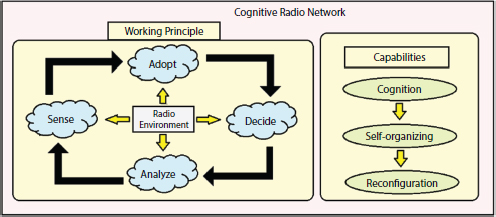 Cognitive Radio Network
Working Principle
Adopt
Sense
Radio
Environment
Decide
Analyze
Capabilities
Cognition
Self-organizing
Reconfiguration